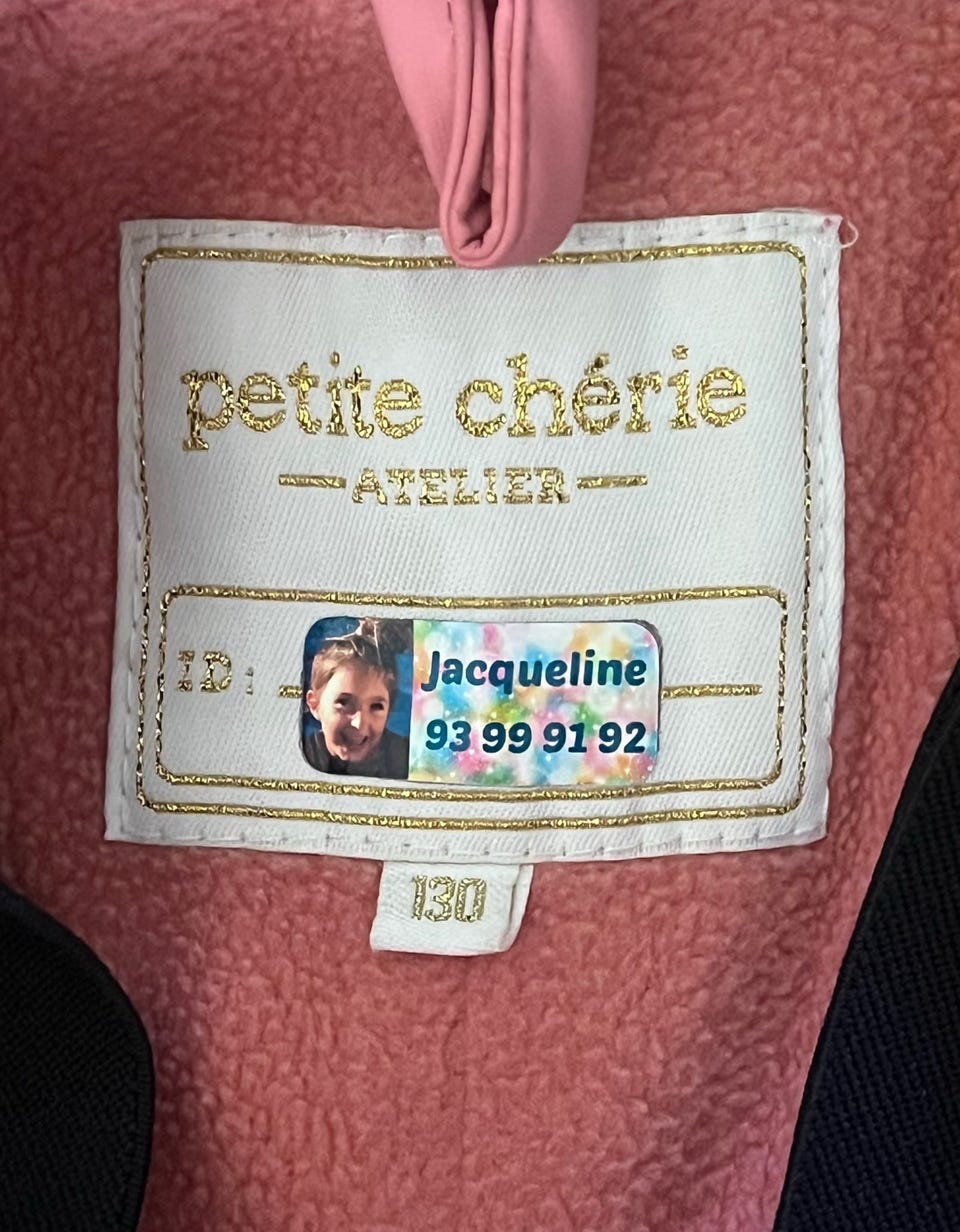 petite chérie
ATELIER
ID:
Jacqueline
93 99 91 92
130